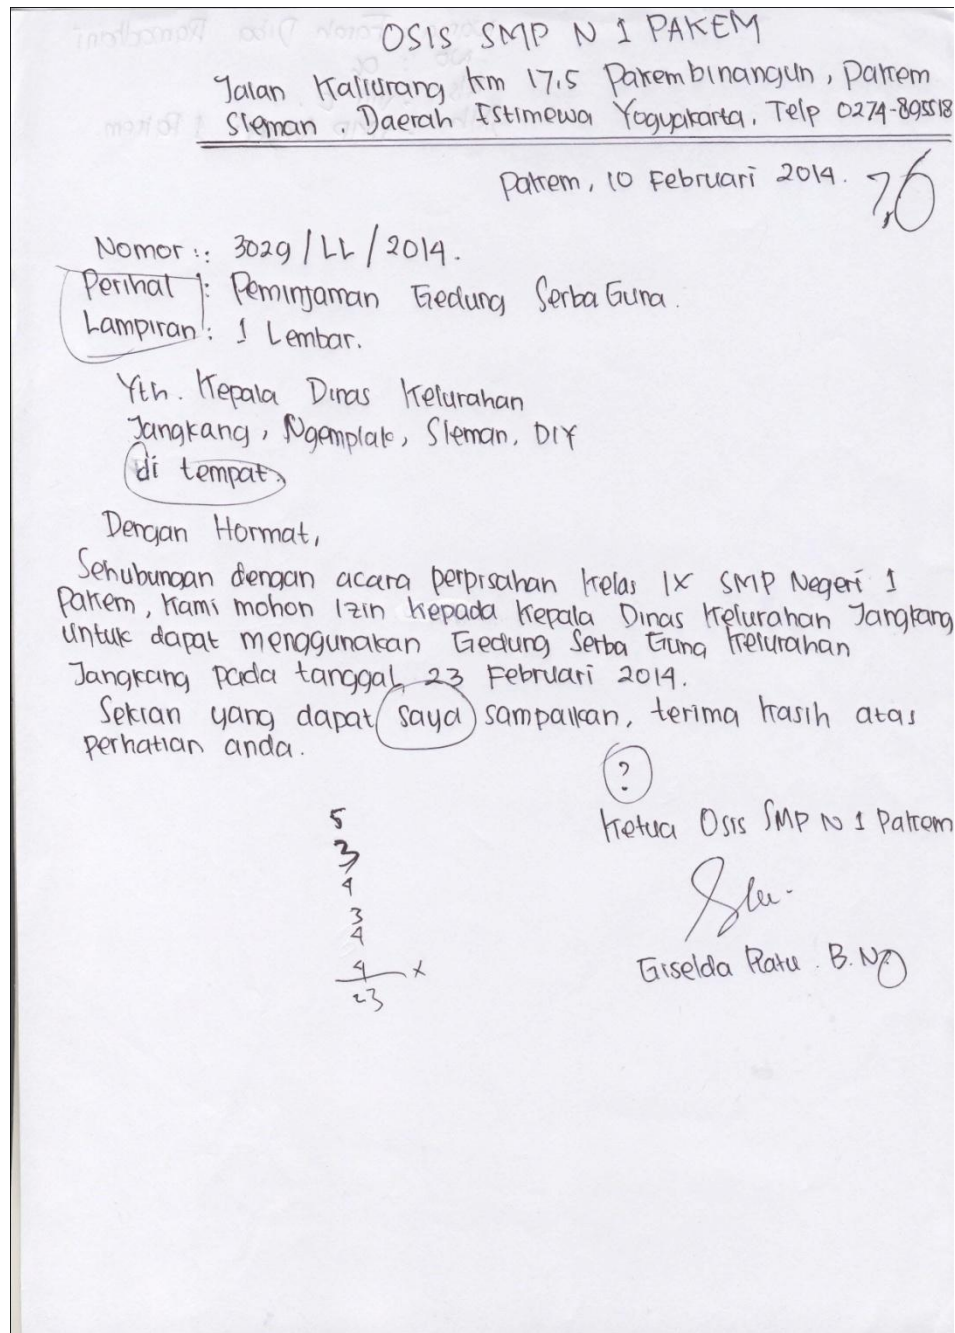 OSIS SMP N 1 PAKEM
Jalan Kaliurang km 17,5 Pakembinangun, Pakem
Sleman, Daerah Istimewa Yogyakarta, Telp 0274-895518
Pakem, 10 Februari 2014.
7,6
Nomor :: 3029/LL/2014.
Perihal : Peminjaman Gedung Serba Guna.
Lampiran : 1 Lembar.
Yth. Kepala Dinas Kelurahan
Jangkang, Ngemplak, Sleman, DIY
di tempat.
Dengan Hormat,
Sehubungan dengan acara perpisahan kelas IX SMP Negeri 1
Pakem, kami mohon izin kepada Kepala Dinas Kelurahan Jangkang
untuk dapat menggunakan Gedung Serba Guna Kelurahan
Jangkang pada tanggal, 23 Februari 2014.
Sekian yang dapat saya sampaikan, terima kasih atas
perhatian anda.
?
Ketua Osis SMP N 1 Pakem
5
3
4
3
4
4 x
23
Giselda Ratu . B.N.